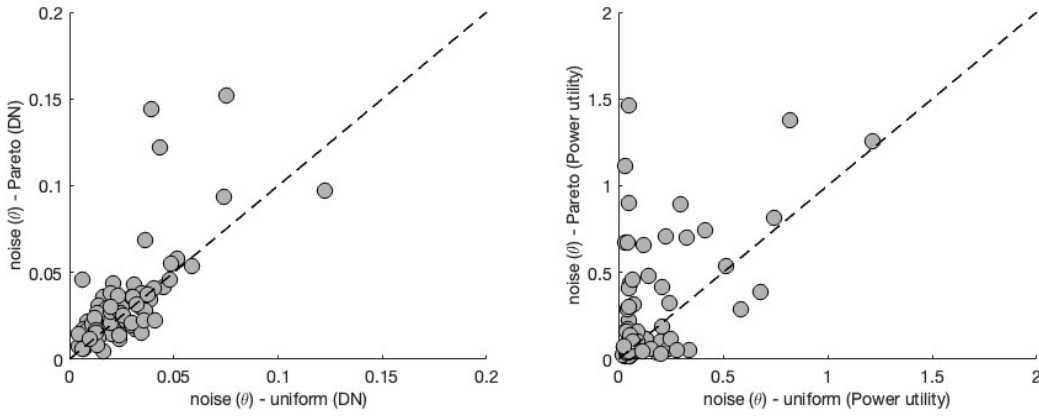 0.2
0.15
0.1
0.05
0
noise (θ) - Pareto (DN)
0 0.05 0.1 0.15 0.2
noise (θ) - uniform (DN)
2
1.5
1
0.5
0
noise (θ) - Pareto (Power utility)
0 0.5 1 1.5 2
noise (θ) - uniform (Power utility)